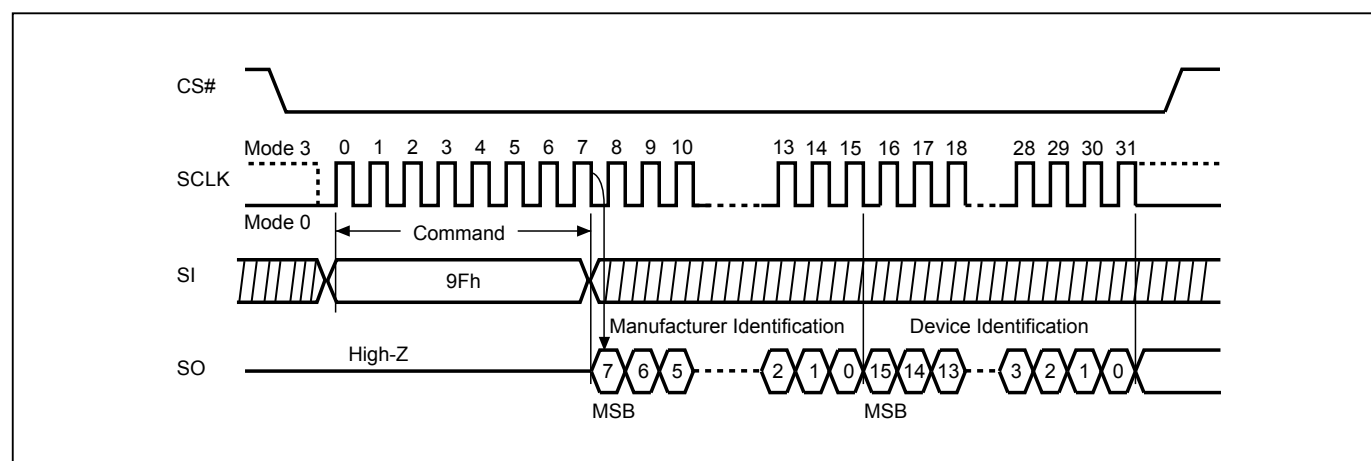 CS#
Mode 3 0 1 2 3 4 5 6 7 8 9 10 13 14 15 16 17 18 28 29 30 31
SCLK
Mode 0
Command
SI
9Fh
Manufacturer Identification Device Identification
High-Z
SO
7 6 5 2 1 0 15 14 13 3 2 1 0
MSB MSB